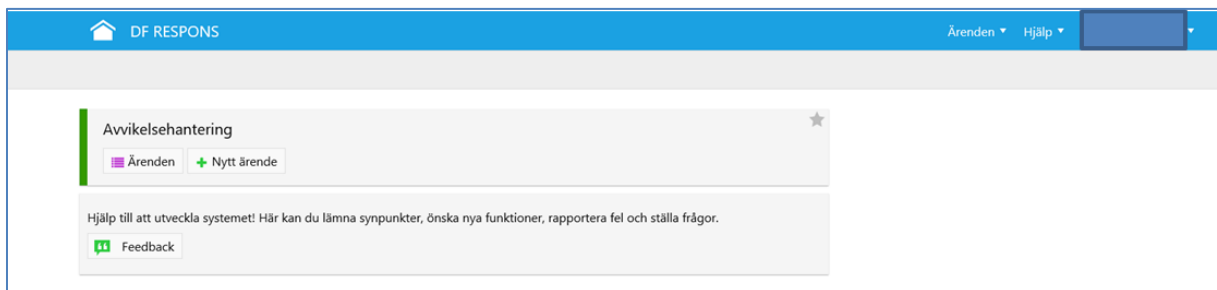 DF RESPONS
Ärenden Hjälp
Avvikelsehantering
Ärenden Nytt ärende
Hjälp till att utveckla systemet! Här kan du lämna synpunkter, önska nya funktioner, rapportera fel och ställa frågor.
Feedback